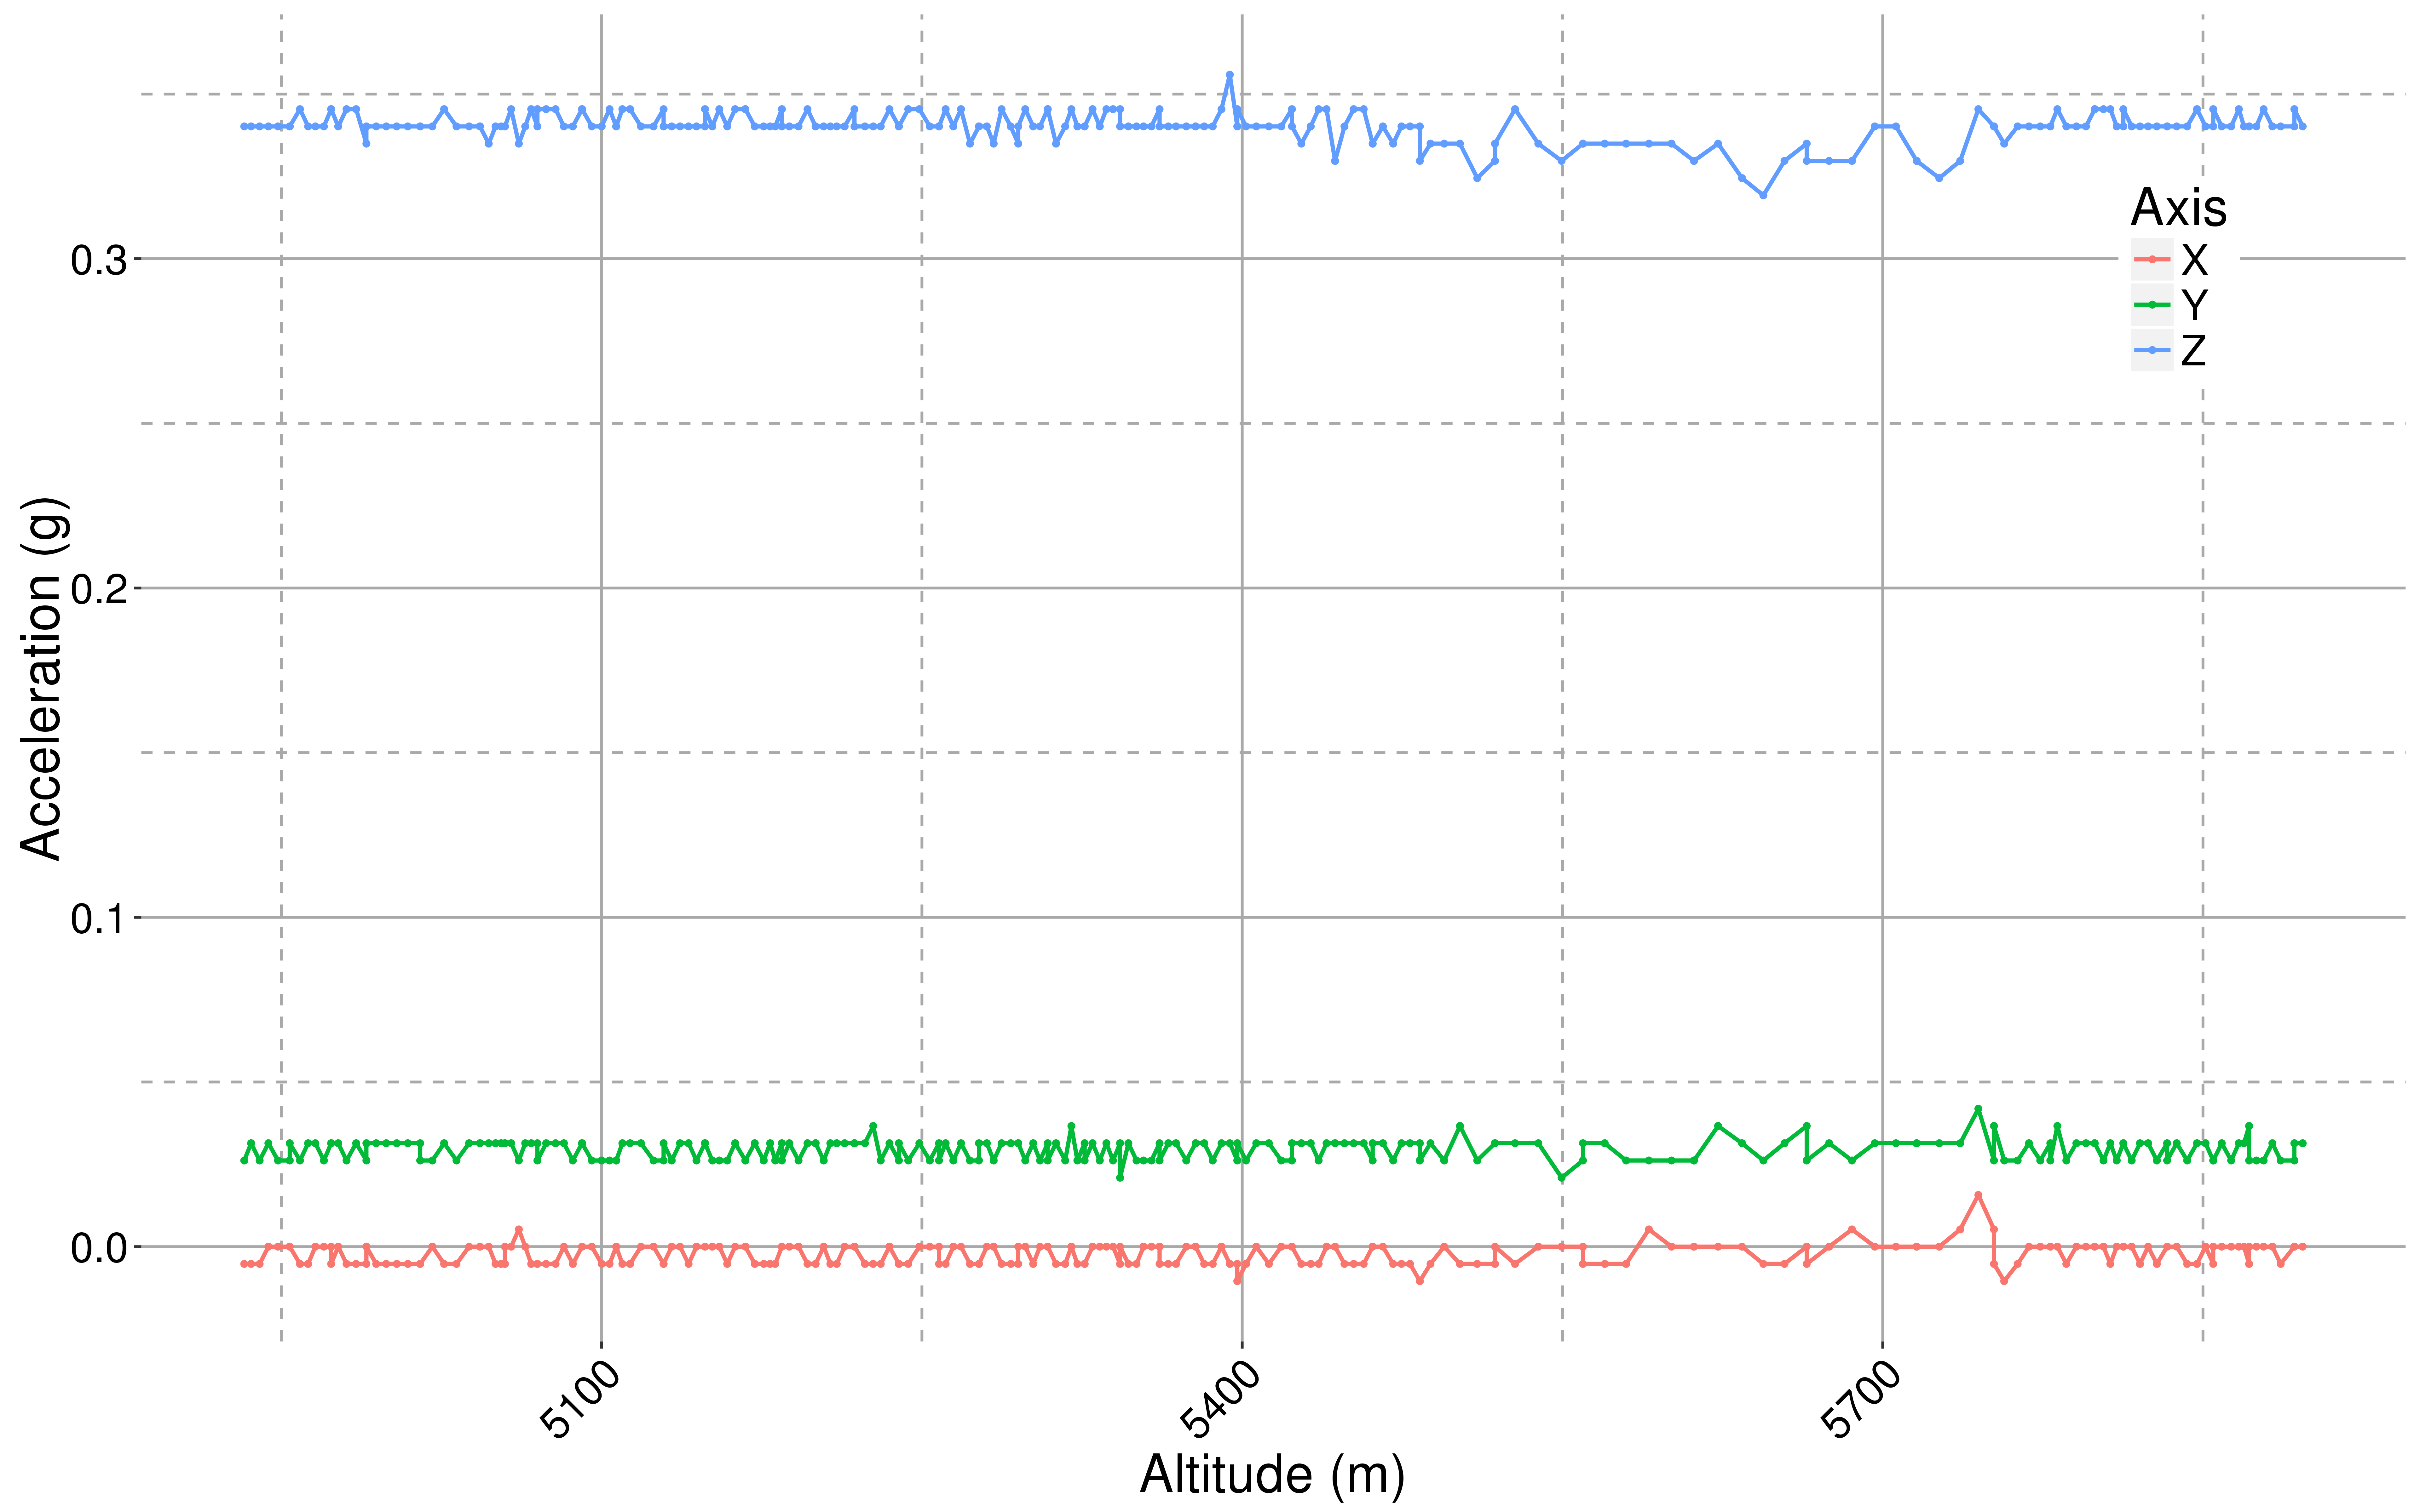 Acceleration (g)
0.3
0.2
0.1
0.0
Axis
X
Y
Z
5100
5400
5700
Altitude (m)